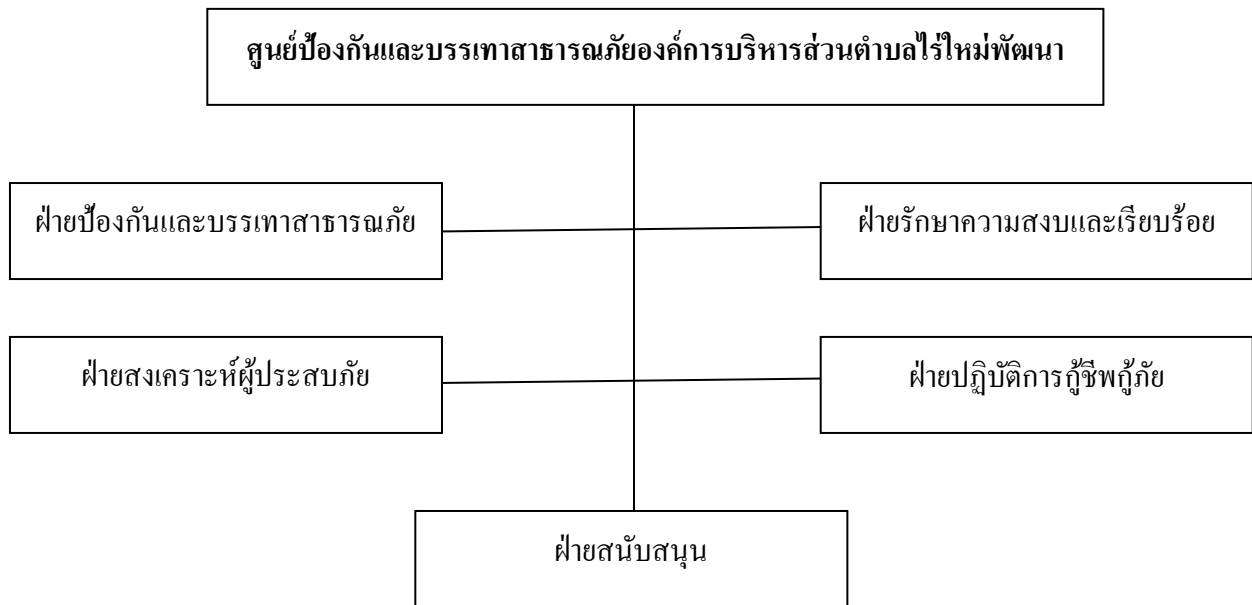 ศูนย์ป้องกันและบรรเทาสาธารณภัยองค์การบริหารส่วนตำบลไร่ใหม่พัฒนา
ฝ่ายป้องกันและบรรเทาสาธารณภัย
ฝ่ายรักษาความสงบและเรียบร้อย
ฝ่ายสงเคราะห์ผู้ประสบภัย
ฝ่ายปฏิบัติการกู้ชีพกู้ภัย
ฝ่ายสนับสนุน